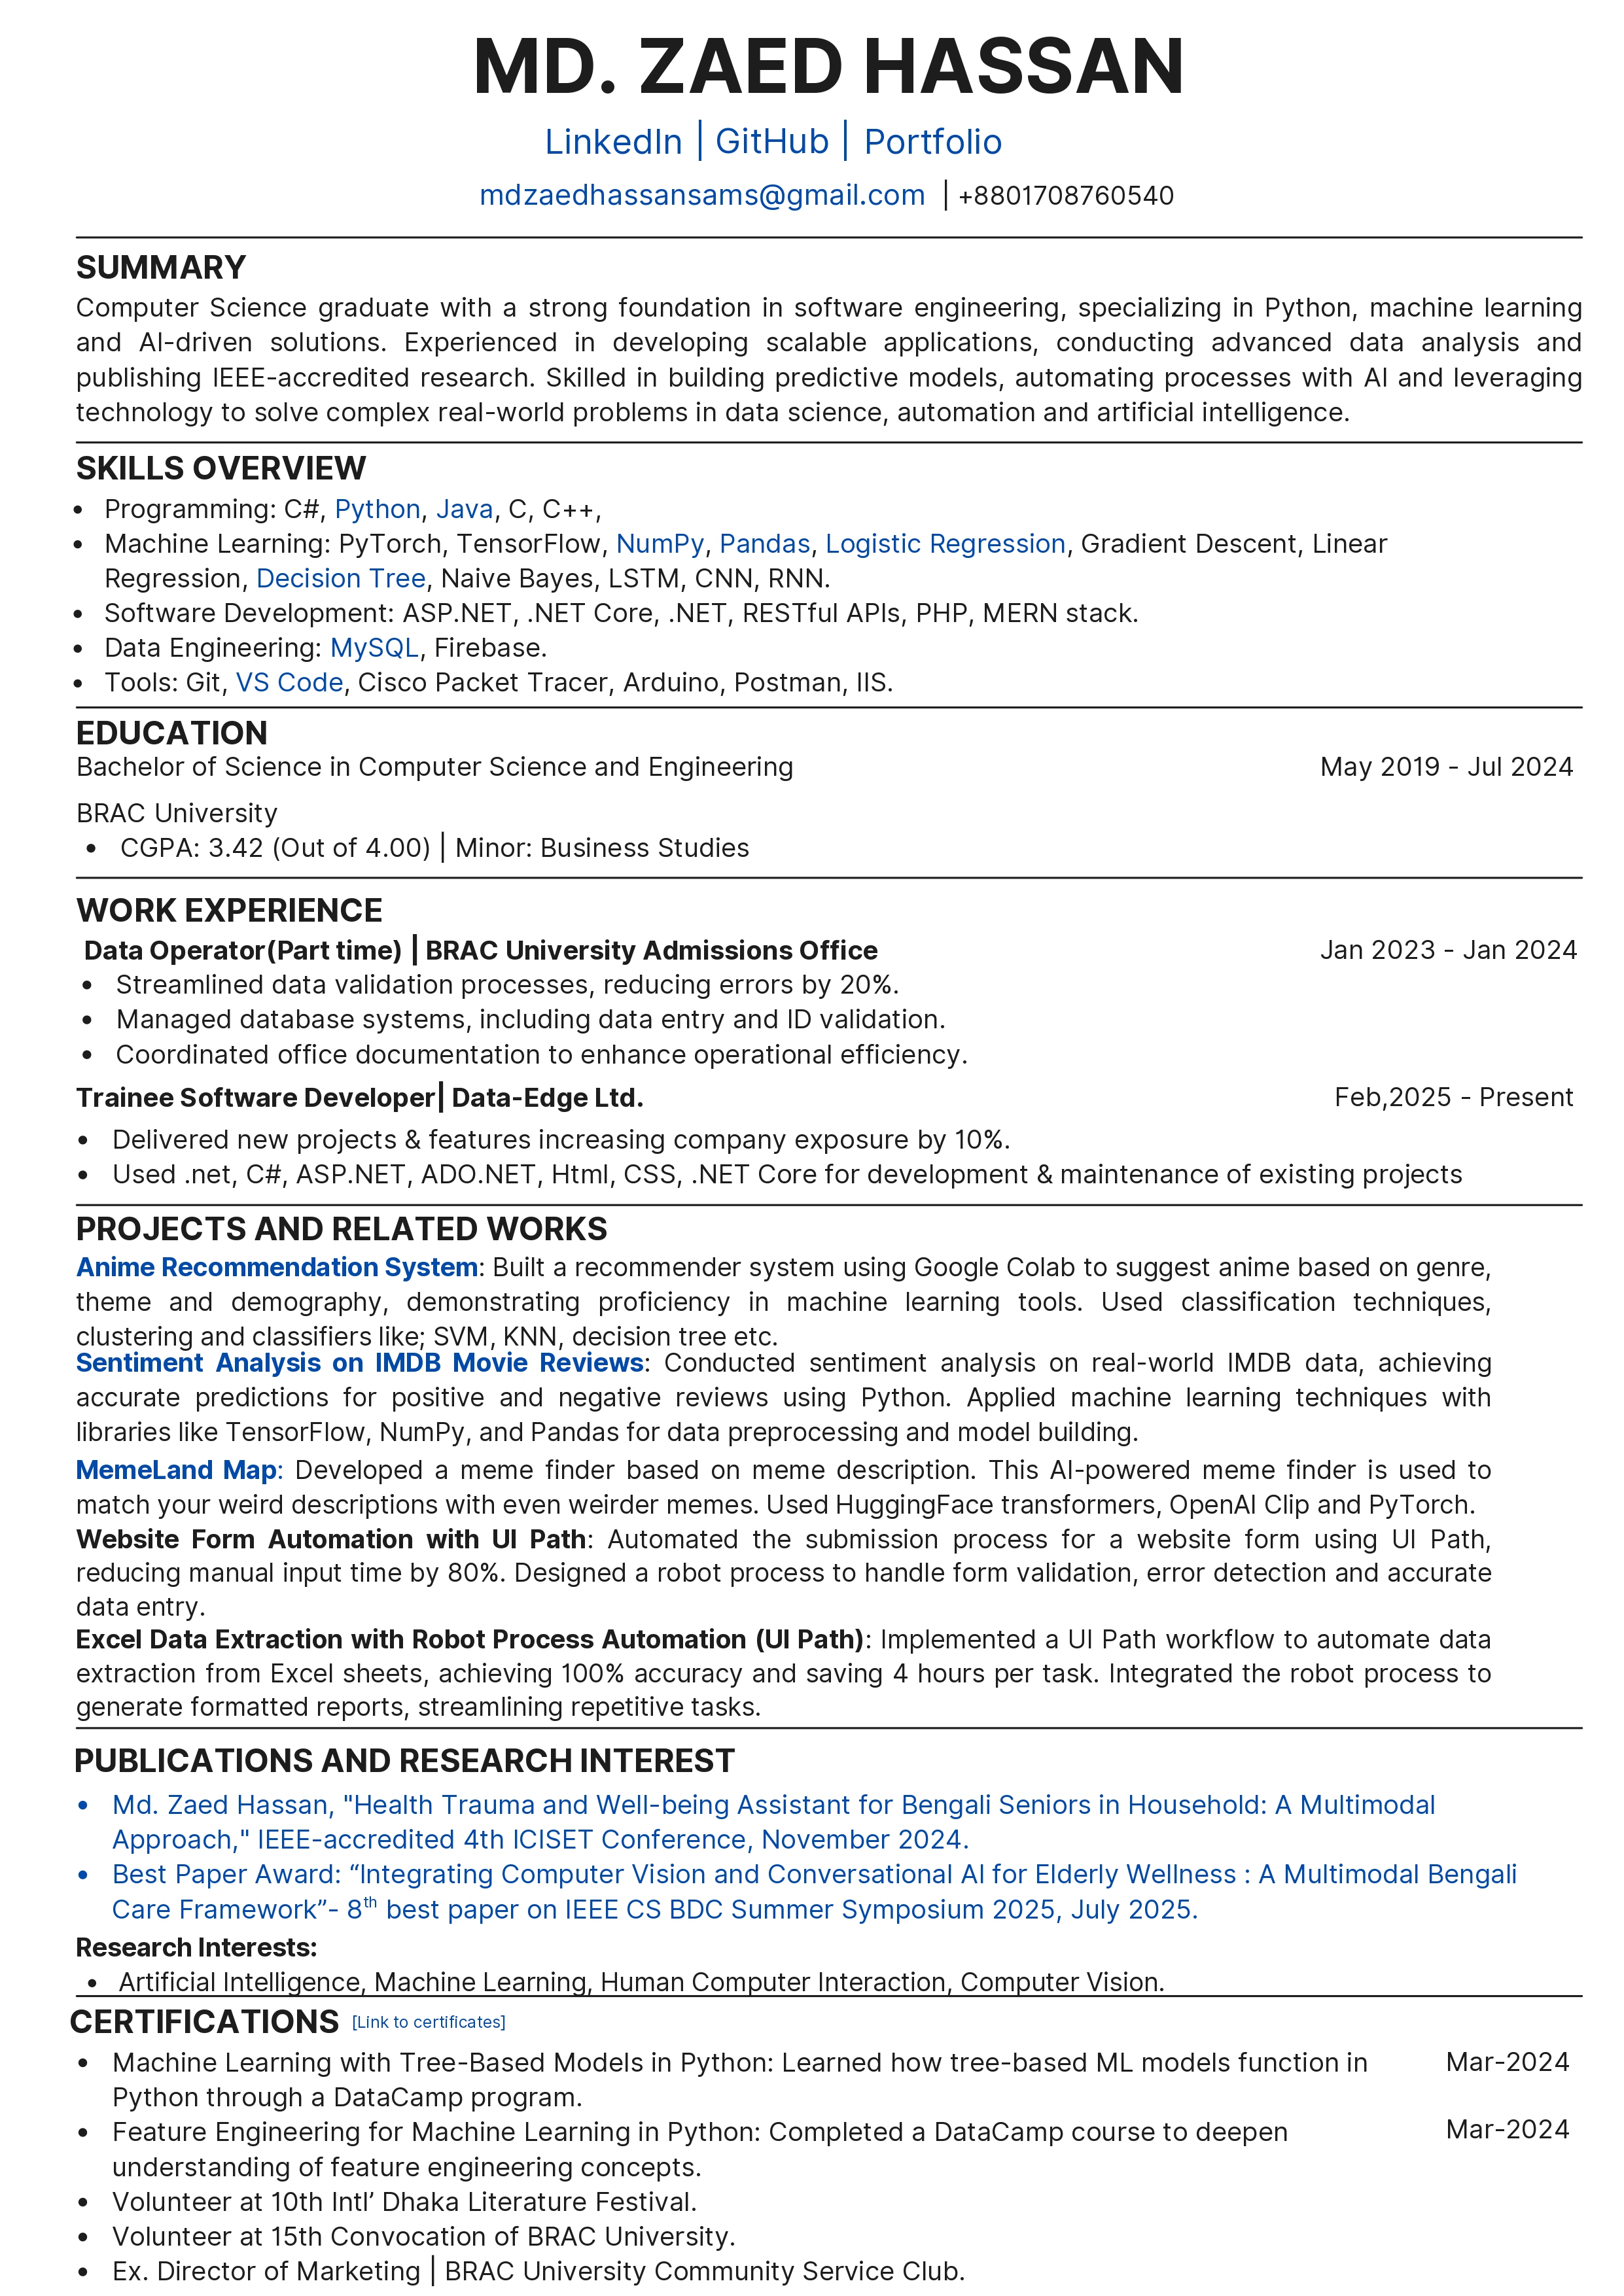 MD. ZAED HASSAN
LinkedIn | GitHub | Portfolio
mdzaedhassansams@gmail.com | +8801708760540
SUMMARY
Computer Science graduate with a strong foundation in software engineering, specializing in Python, machine learning
and AI-driven solutions. Experienced in developing scalable applications, conducting advanced data analysis and
publishing IEEE-accredited research. Skilled in building predictive models, automating processes with AI and leveraging
technology to solve complex real-world problems in data science, automation and artificial intelligence.
SKILLS OVERVIEW
• Programming: C#, Python, Java, C, C++,
• Machine Learning: PyTorch, TensorFlow, NumPy, Pandas, Logistic Regression, Gradient Descent, Linear
Regression, Decision Tree, Naive Bayes, LSTM, CNN, RNN.
• Software Development: ASP.NET, .NET Core, .NET, RESTful APIs, PHP, MERN stack.
• Data Engineering: MySQL, Firebase.
• Tools: Git, VS Code, Cisco Packet Tracer, Arduino, Postman, IIS.
EDUCATION
Bachelor of Science in Computer Science and Engineering May 2019 - Jul 2024
BRAC University
• CGPA: 3.42 (Out of 4.00) | Minor: Business Studies
WORK EXPERIENCE
Data Operator(Part time) | BRAC University Admissions Office Jan 2023 - Jan 2024
• Streamlined data validation processes, reducing errors by 20%.
• Managed database systems, including data entry and ID validation.
• Coordinated office documentation to enhance operational efficiency.
Trainee Software Developer| Data-Edge Ltd. Feb,2025 - Present
• Delivered new projects & features increasing company exposure by 10%.
• Used .net, C#, ASP.NET, ADO.NET, Html, CSS, .NET Core for development & maintenance of existing projects
PROJECTS AND RELATED WORKS
Anime Recommendation System: Built a recommender system using Google Colab to suggest anime based on genre,
theme and demography, demonstrating proficiency in machine learning tools. Used classification techniques,
clustering and classifiers like; SVM, KNN, decision tree etc.
Sentiment Analysis on IMDB Movie Reviews: Conducted sentiment analysis on real-world IMDB data, achieving
accurate predictions for positive and negative reviews using Python. Applied machine learning techniques with
libraries like TensorFlow, NumPy, and Pandas for data preprocessing and model building.
MemeLand Map: Developed a meme finder based on meme description. This AI-powered meme finder is used to
match your weird descriptions with even weirder memes. Used HuggingFace transformers, OpenAI Clip and PyTorch.
Website Form Automation with UI Path: Automated the submission process for a website form using UI Path,
reducing manual input time by 80%. Designed a robot process to handle form validation, error detection and accurate
data entry.
Excel Data Extraction with Robot Process Automation (UI Path): Implemented a UI Path workflow to automate data
extraction from Excel sheets, achieving 100% accuracy and saving 4 hours per task. Integrated the robot process to
generate formatted reports, streamlining repetitive tasks.
PUBLICATIONS AND RESEARCH INTEREST
• Md. Zaed Hassan, "Health Trauma and Well-being Assistant for Bengali Seniors in Household: A Multimodal
Approach," IEEE-accredited 4th ICISET Conference, November 2024.
• Best Paper Award: “Integrating Computer Vision and Conversational AI for Elderly Wellness : A Multimodal Bengali
Care Framework”- 8th best paper on IEEE CS BDC Summer Symposium 2025, July 2025.
Research Interests:
• Artificial Intelligence, Machine Learning, Human Computer Interaction, Computer Vision.
CERTIFICATIONS [Link to certificates]
• Machine Learning with Tree-Based Models in Python: Learned how tree-based ML models function in Mar-2024
Python through a DataCamp program.
• Feature Engineering for Machine Learning in Python: Completed a DataCamp course to deepen Mar-2024
understanding of feature engineering concepts.
• Volunteer at 10th Intl’ Dhaka Literature Festival.
• Volunteer at 15th Convocation of BRAC University.
• Ex. Director of Marketing | BRAC University Community Service Club.